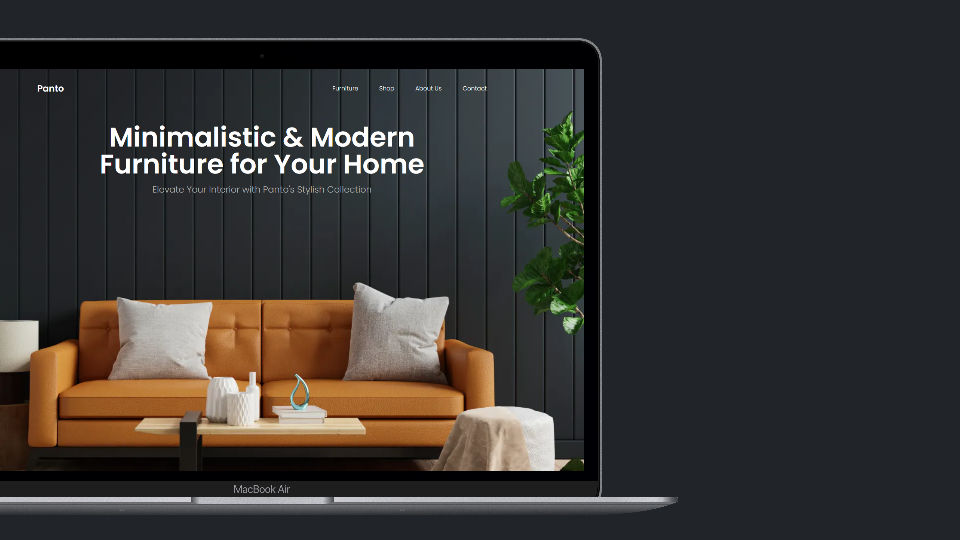 Panto
Furniture
Shop
About Us
Contact
Minimalistic & Modern
Furniture for Your Home
Elevate Your Interior with Panto's Stylish Collection
MacBook Air